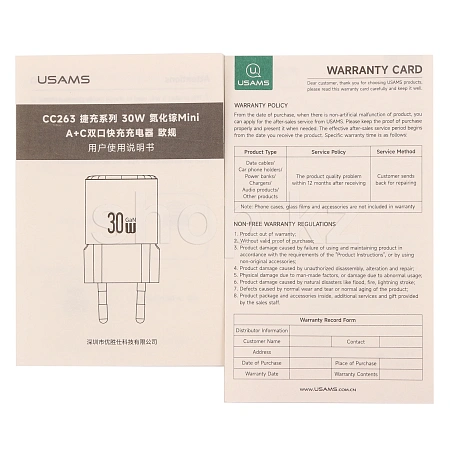 USAMS
CC263 捷充系列 30W 氮化镓Mini
A+C双口快充充电器 欧规
用户使用说明书
30W
GaN
深圳市优胜仕科技有限公司
U
USAMS
WARRANTY CARD
Dear customer, thank you for choosing USAMS products,
please read this warranty card carefully and keep it well.
WARRANTY POLICY
From the date of purchase, when there is non-artificial malfunction of product, you
can apply for the after-sales service from USAMS. Please keep the proof of purchase
properly and present it when needed. The effective after-sales service period begins
from the date you receive the product. Specific time is specified as follows:
Product Type Service Policy Service Method
Data cables/
Car phone holders/
Power banks/
Chargers/
Audio products/
Other products
The product quality problem
within 12 months after receiving
Customer sends
back for repairing
Note: Phone cases, glass films and accessories are not included in warranty
NON-FREE WARRANTY REGULATIONS:
1. Product out of warranty;
2. Without valid proof of purchase;
3. Product damage caused by failure of using and maintaining product in
accordance with the requirements of the "Product Instructions", or by using
non-original accessories;
4. Product damage caused by unauthorized disassembly, alteration and repair;
5. Physical damage due to man-made factors, or damage due to abnormal usage;
6. Product damage caused by natural disasters like flood, fire, lightning strike;
7. Defects caused by normal wear and tear or normal aging of the product;
8. Product package and accessories inside, additional services and gift provided
by the sales staff.
Warranty Record Form
Distributor Information
Customer Name Contact
Address
Date of Purchase Place of Purchase
Warranty Date Warranty Contents
WWW.USAMS.COM.CN